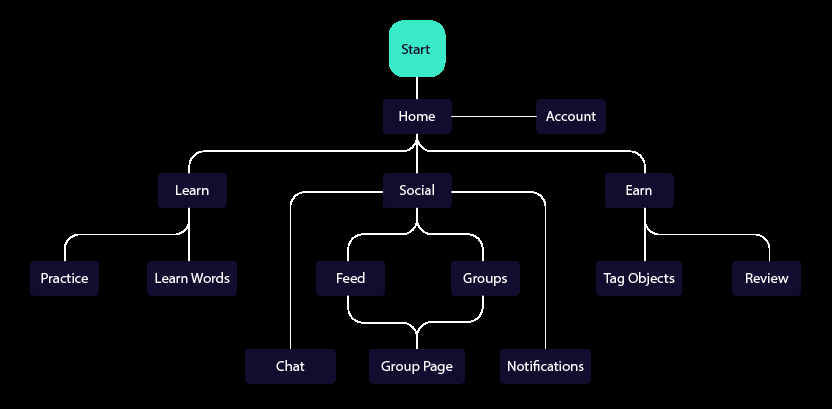 Start
Home
Account
Learn
Social
Earn
Practice
Learn Words
Feed
Groups
Tag Objects
Review
Chat
Group Page
Notifications